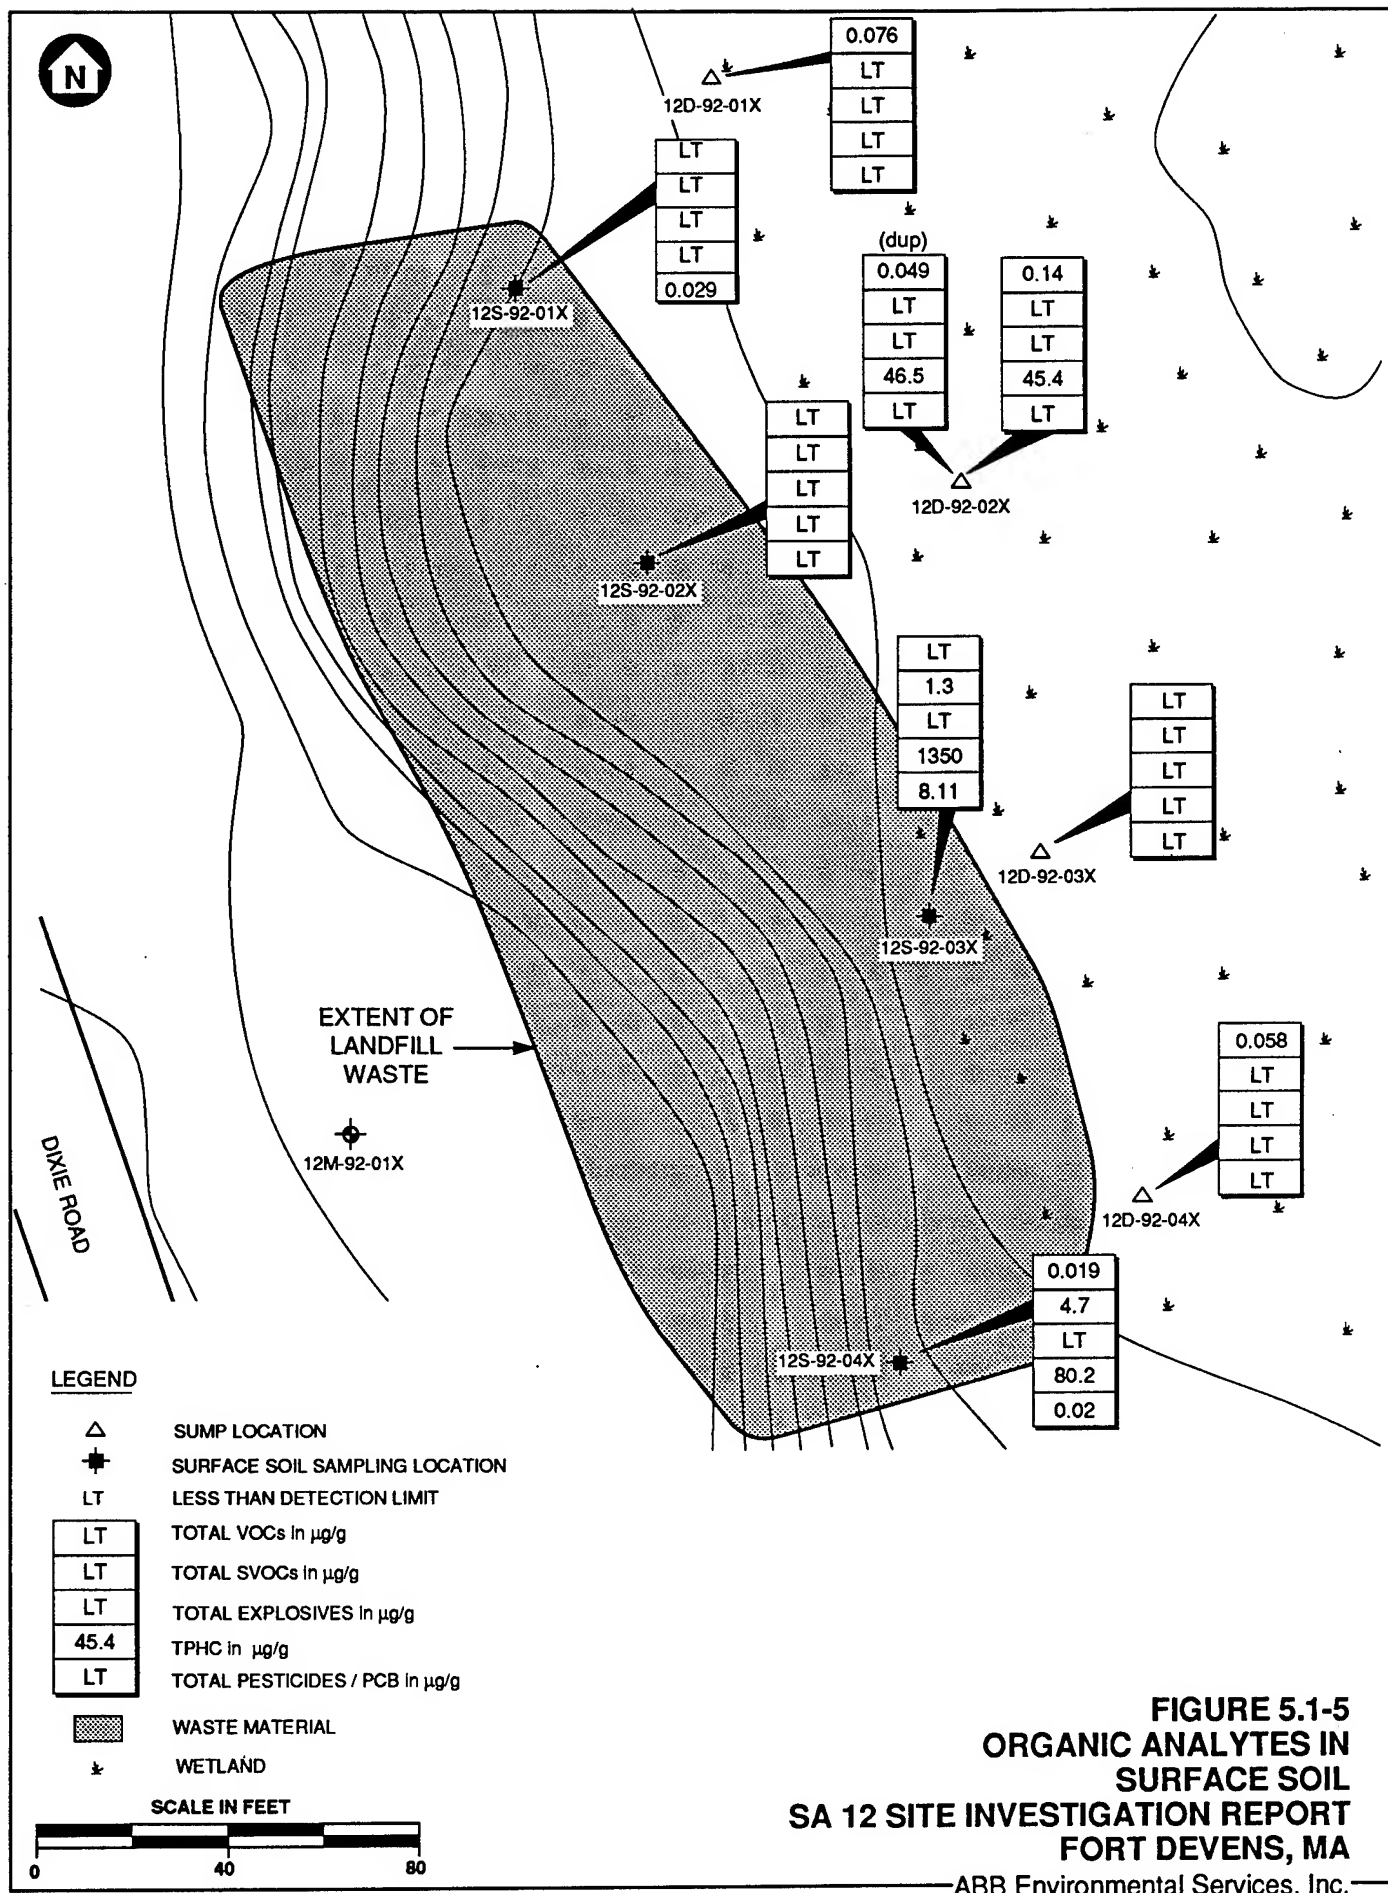 N
0.076
LT
LT
LT
LT
12D-92-01X
LT
LT
LT
LT
0.029
12S-92-01X
(dup)
0.049
LT
LT
46.5
LT
0.14
LT
LT
45.4
LT
12D-92-02X
LT
LT
LT
LT
LT
12S-92-02X
LT
1.3
LT
1350
8.11
12S-92-03X
LT
LT
LT
LT
LT
12D-92-03X
EXTENT OF
LANDFILL
WASTE
12M-92-01X
DIXIE ROAD
0.058
LT
LT
LT
LT
12D-92-04X
0.019
4.7
LT
80.2
0.02
12S-92-04X
LEGEND
SUMP LOCATION
SURFACE SOIL SAMPLING LOCATION
LT LESS THAN DETECTION LIMIT
LT TOTAL VOCs in µg/g
LT TOTAL SVOCs in µg/g
LT TOTAL EXPLOSIVES in µg/g
45.4 TPHC in µg/g
LT TOTAL PESTICIDES / PCB in µg/g
WASTE MATERIAL
WETLAND
SCALE IN FEET
0 40 80
FIGURE 5.1-5
ORGANIC ANALYTES IN
SURFACE SOIL
SA 12 SITE INVESTIGATION REPORT
FORT DEVENS, MA
ABB Environmental Services, Inc.